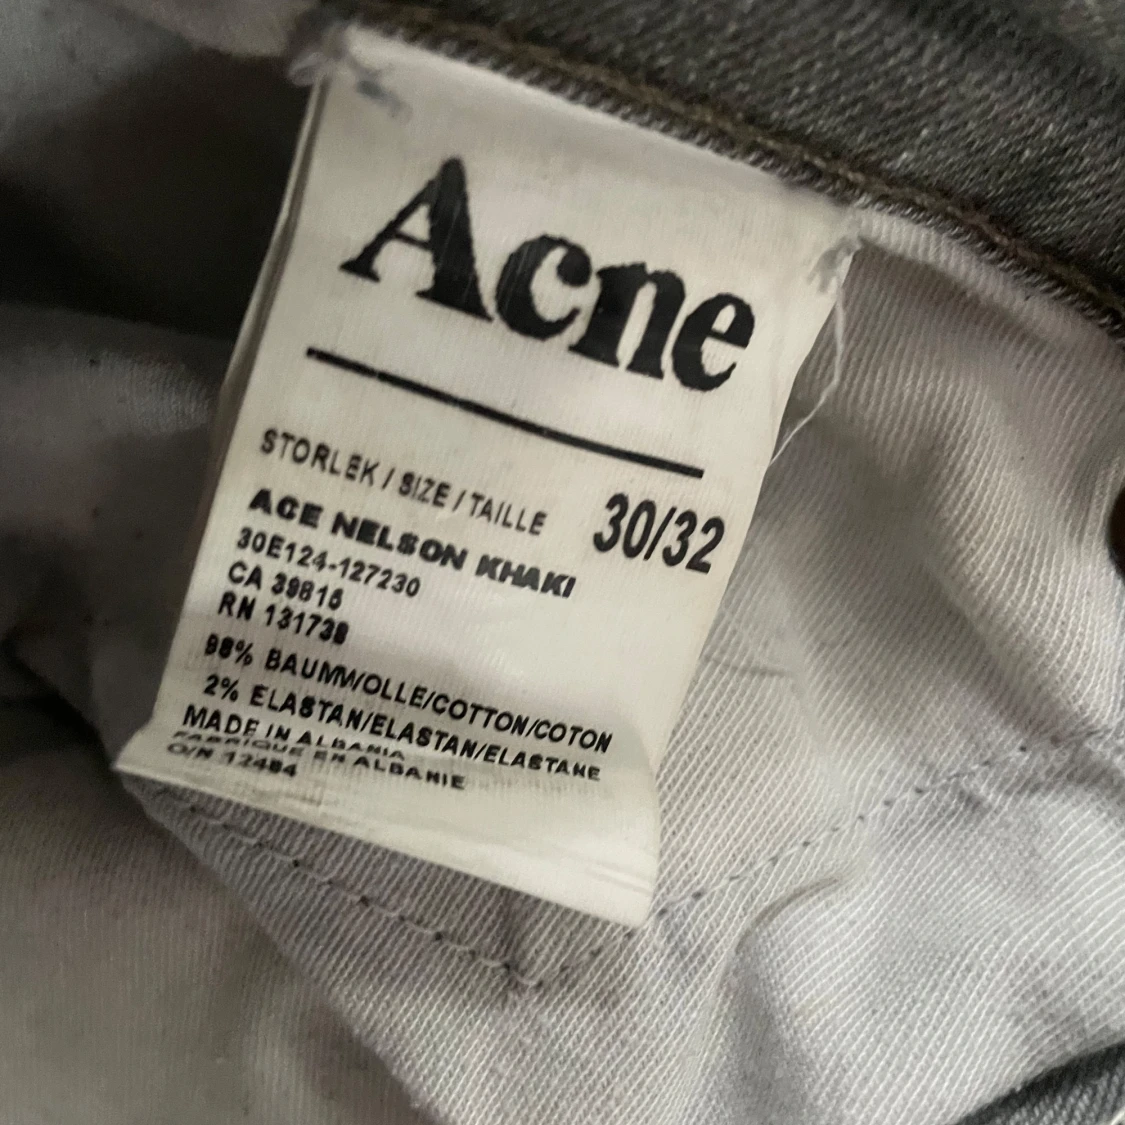 Acne
STORLEK / SIZE / TAILLE 30/32
ACE NELSON KHAKI
30E124-127230
CA 39815
RN 131738
98% BAUMWOLLE/COTTON/COTON
2% ELASTAN/ELASTAN/ELASTANE
MADE IN ALBANIA
FABRIQUE EN ALBANIE
O/N 12484